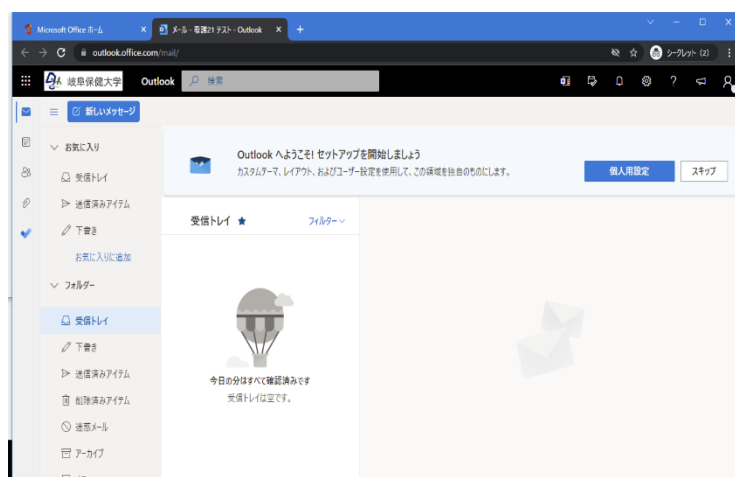 Microsoft Office ホーム
メール - 看護21 テスト - Outlook
outlook.office.com/mail/
シークレット (2)
岐阜保健大学
Outlook
検索
新しいメッセージ
お気に入り
受信トレイ
送信済みアイテム
下書き
お気に入りに追加
フォルダー
受信トレイ
下書き
送信済みアイテム
削除済みアイテム
迷惑メール
アーカイブ
Outlook へようこそ! セットアップを開始しましょう
カスタムテーマ、レイアウト、およびユーザー設定を使用して、この領域を独自のものにします。
個人用設定
スキップ
受信トレイ
フィルター
今日の分はすべて確認済みです
受信トレイは空です。